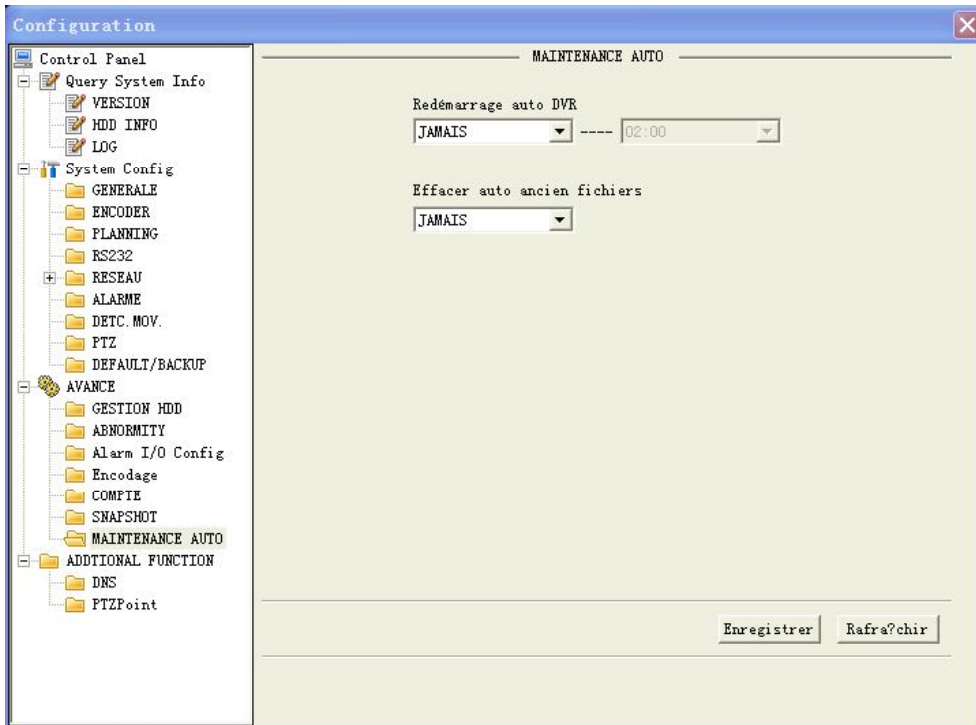 Configuration
Control Panel
Query System Info
VERSION
HDD INFO
LOG
System Config
GENERALE
ENCODER
PLANNING
RS232
RESEAU
ALARME
DETC.MOV.
PTZ
DEFAULT/BACKUP
AVANCE
GESTION HDD
ABNORMITY
Alarm I/O Config
Encodage
COMPTE
SNAPSHOT
MAINTENANCE AUTO
ADDTIONAL FUNCTION
DNS
PTZPoint
MAINTENANCE AUTO
Redémarrage auto DVR
JAMAIS ---- 02:00
Effacer auto ancien fichiers
JAMAIS
Enregistrer Rafra?chir